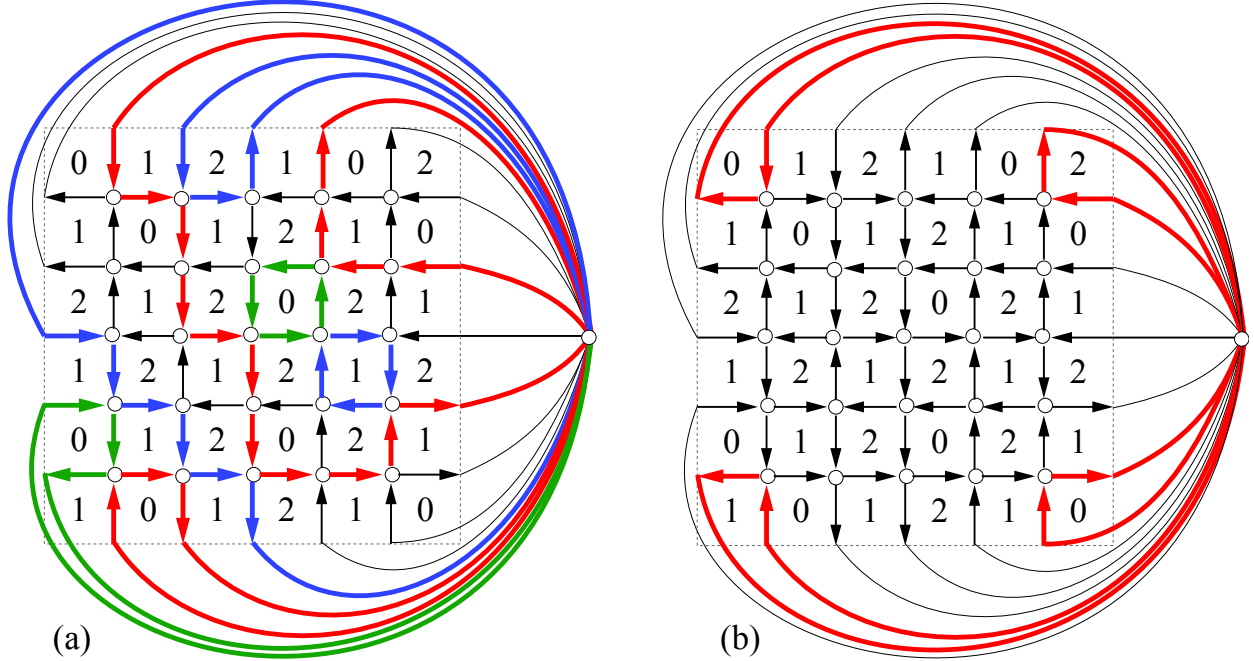 0 1 2 1 0 2 0 1 2 1 0 2
1 0 1 2 1 0 1 0 1 2 1 0
2 1 2 0 2 1 2 1 2 0 2 1
1 2 1 2 1 2 1 2 1 2 1 2
0 1 2 0 2 1 0 1 2 0 2 1
1 0 1 2 1 0 1 0 1 2 1 0
(a) (b)